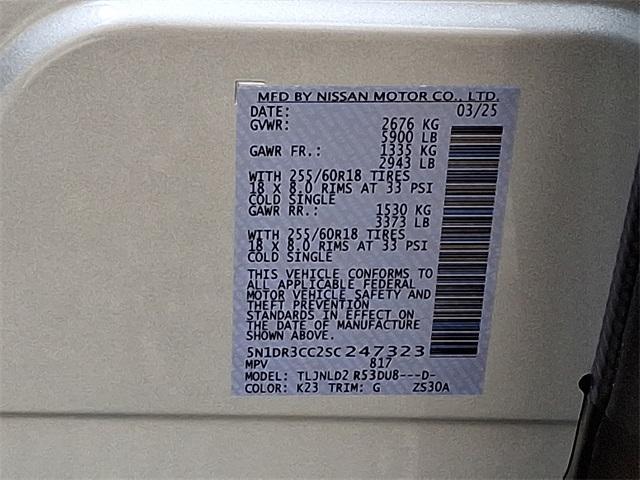 MFD BY NISSAN MOTOR CO., LTD.
DATE: 03/25
GVWR: 2676 KG
5900 LB
GAWR FR.: 1335 KG
2943 LB
WITH 255/60R18 TIRES
18 X 8.0 RIMS AT 33 PSI
COLD SINGLE
GAWR RR.: 1530 KG
3373 LB
WITH 255/60R18 TIRES
18 X 8.0 RIMS AT 33 PSI
COLD SINGLE
THIS VEHICLE CONFORMS TO
ALL APPLICABLE FEDERAL
MOTOR VEHICLE SAFETY AND
THEFT PREVENTION
STANDARDS IN EFFECT ON
THE DATE OF MANUFACTURE
SHOWN ABOVE.
5N1DR3CC2SC247323
MPV 817
MODEL: TLJNLD2 R53DU8---D-
COLOR: K23 TRIM: G ZS30A